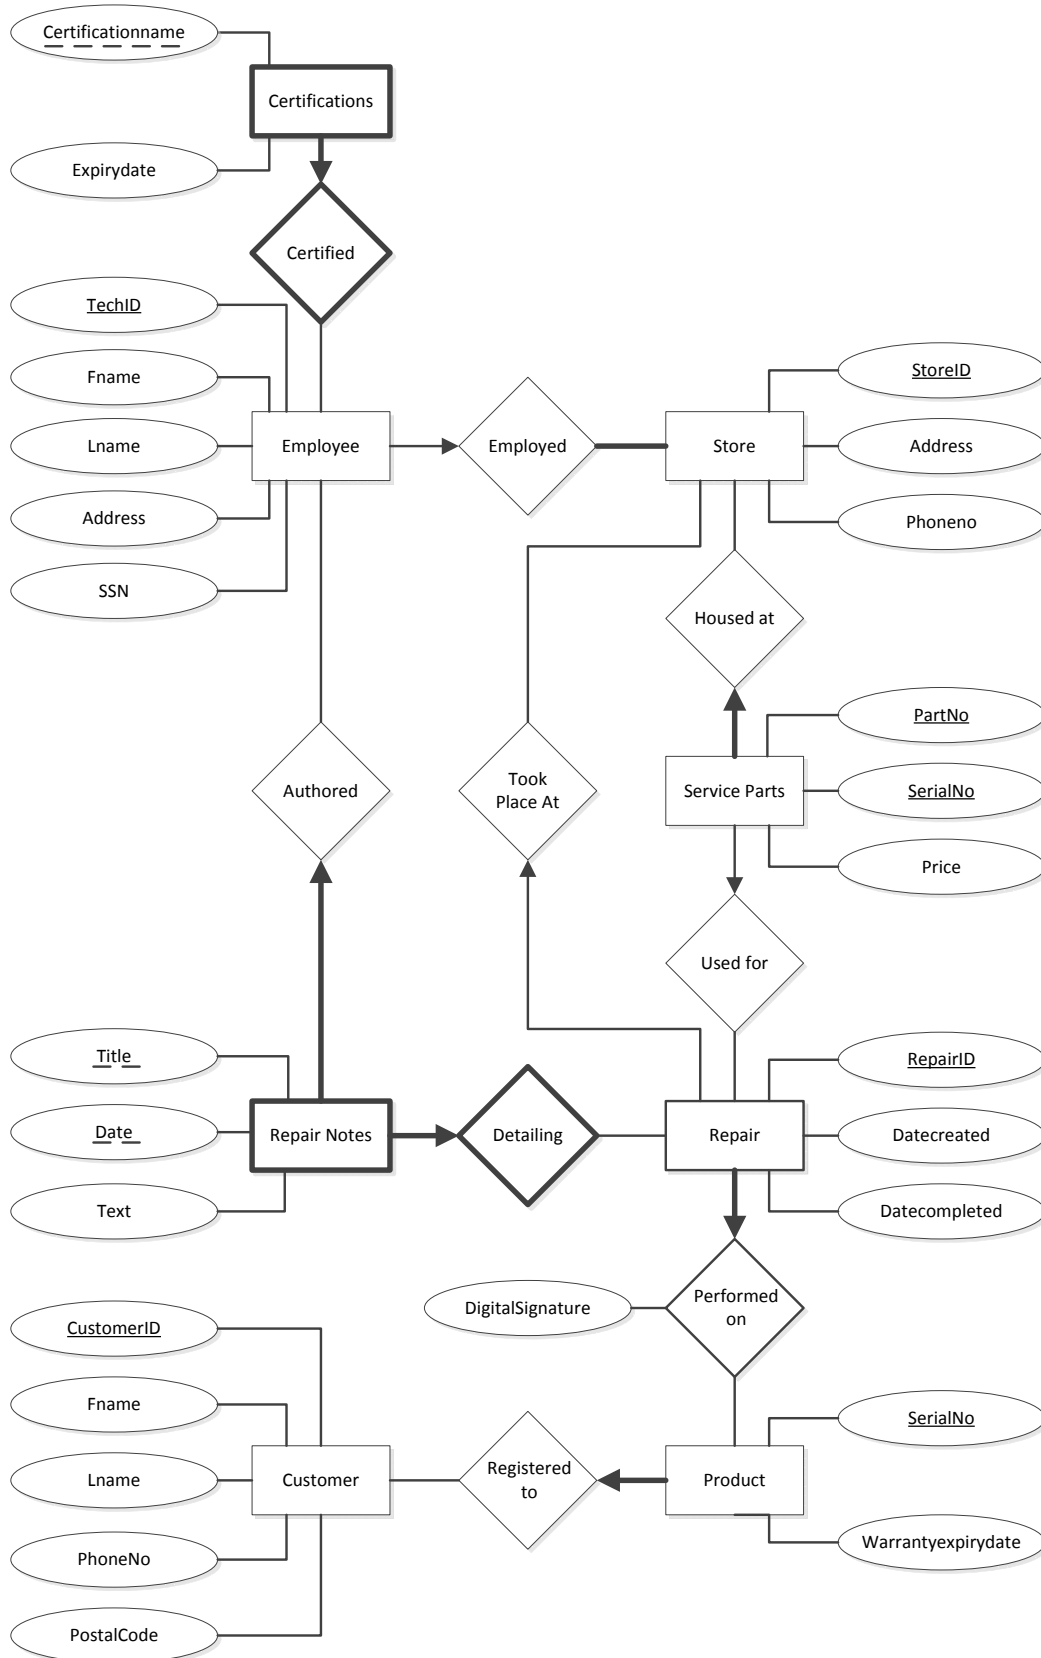 Certificationname
Certifications
Expirydate
Certified
TechID
Fname
StoreID
Employee
Employed
Store
Lname
Address
Address
Phoneno
SSN
Housed at
PartNo
Authored
Took
Place At
Service Parts
SerialNo
Price
Used for
Title
RepairID
Date
Repair Notes
Detailing
Repair
Datecreated
Text
Datecompleted
DigitalSignature
Performed
on
CustomerID
Fname
SerialNo
Lname
Customer
Registered
to
Product
PhoneNo
Warrantyexpirydate
PostalCode